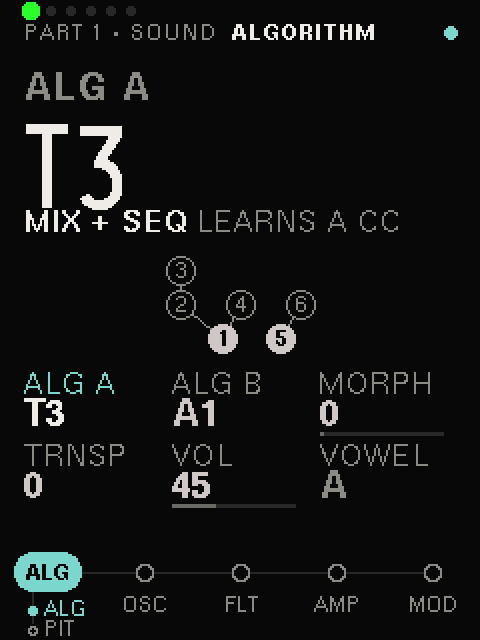 PART 1 · SOUND ALGORITHM
ALG A
T3
MIX + SEQ LEARNS A CC
3
2 4 6
1 5
ALG A ALG B MORPH
T3 A1 0
TRNSP VOL VOWEL
0 45 A
ALG
ALG OSC FLT AMP MOD
PIT